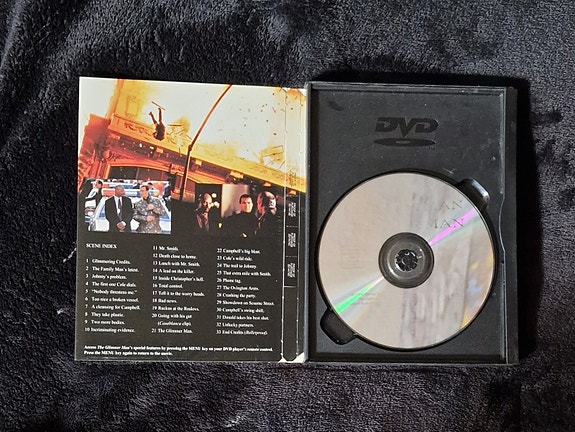 DVD
SCENE INDEX
1 Glimmering Credits.
2 The Family Man's latest.
3 Johnny's problem.
4 The first one Cole dials.
5 "Nobody threatens me."
6 Too nice a broken vessel.
7 A cleansing for Campbell.
8 They take plastic.
9 Two more bodies.
10 Incriminating evidence.
11 Mr. Smith.
12 Death close to home.
13 Lunch with Mr. Smith.
14 A lead on the killer.
15 Inside Christopher's hell.
16 Total control.
17 Tell it to the worry beads.
18 Bad news.
19 Ruckus at the Roslovs.
20 Going with his gut
(Casablanca clip).
21 The Glimmer Man.
22 Campbell's big Man.
23 Cole's wild ride.
24 The trail to Johnny.
25 That extra mile with Smith.
26 Phone tag.
27 The Ovington Arms.
28 Crashing the party.
29 Showdown on Sesame Street.
30 Campbell's swing shift.
31 Donald takes his best shot.
32 Unlucky partners.
33 End Credits (Bulletproof).
Access The Glimmer Man's special features by pressing the MENU key on your DVD player's remote control.
Press the MENU key again to return to the movie.